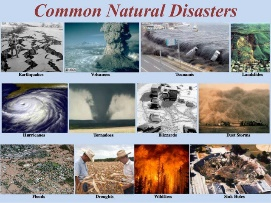 Common Natural Disasters
Earthquakes Volcanoes Tsunamis Landslides
Hurricanes Tornadoes Blizzards Dust Storms
Floods Droughts Wildfires Sink Holes